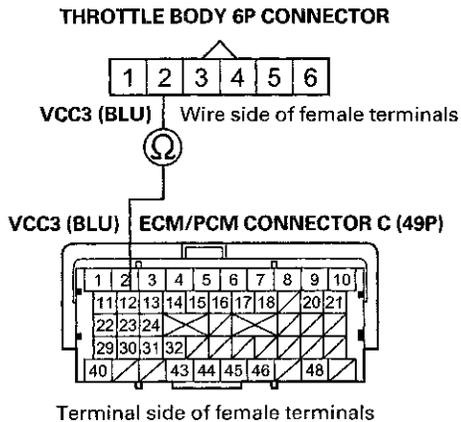 THROTTLE BODY 6P CONNECTOR
1 2 3 4 5 6
VCC3 (BLU) Wire side of female terminals
Ω
VCC3 (BLU) ECM/PCM CONNECTOR C (49P)
1 2 3 4 5 6 7 8 9 10
11 12 13 14 15 16 17 18 20 21
22 23 24
29 30 31 32
40 43 44 45 46 48
Terminal side of female terminals